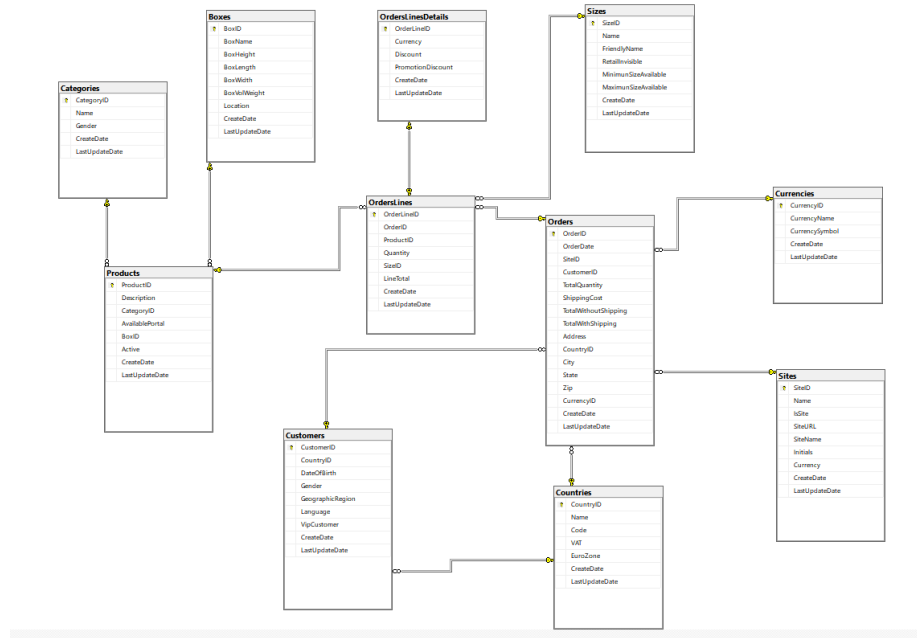 Boxes
BoxID
BoxName
BoxHeight
BoxLength
BoxWidth
BoxVolWeight
Location
CreateDate
LastUpdateDate
OrdersLinesDetails
OrderLineID
Currency
Discount
PromotionDiscount
CreateDate
LastUpdateDate
Sizes
SizeID
Name
FriendlyName
RetailInvisible
MinimunSizeAvailable
MaximunSizeAvailable
CreateDate
LastUpdateDate
Categories
CategoryID
Name
Gender
CreateDate
LastUpdateDate
OrdersLines
OrderLineID
OrderID
ProductID
Quantity
SizeID
LineTotal
CreateDate
LastUpdateDate
Orders
OrderID
OrderDate
SiteID
CustomerID
TotalQuantity
ShippingCost
TotalWithoutShipping
TotalWithShipping
Address
CountryID
City
State
Zip
CurrencyID
CreateDate
LastUpdateDate
Currencies
CurrencyID
CurrencyName
CurrencySymbol
CreateDate
LastUpdateDate
Products
ProductID
Description
CategoryID
AvailablePortal
BoxID
Active
CreateDate
LastUpdateDate
Sites
SiteID
Name
IsSite
SiteURL
SiteName
Initials
Currency
CreateDate
LastUpdateDate
Customers
CustomerID
CountryID
DateOfBirth
Gender
GeographicRegion
Language
VipCustomer
CreateDate
LastUpdateDate
Countries
CountryID
Name
Code
VAT
EuroZone
CreateDate
LastUpdateDate